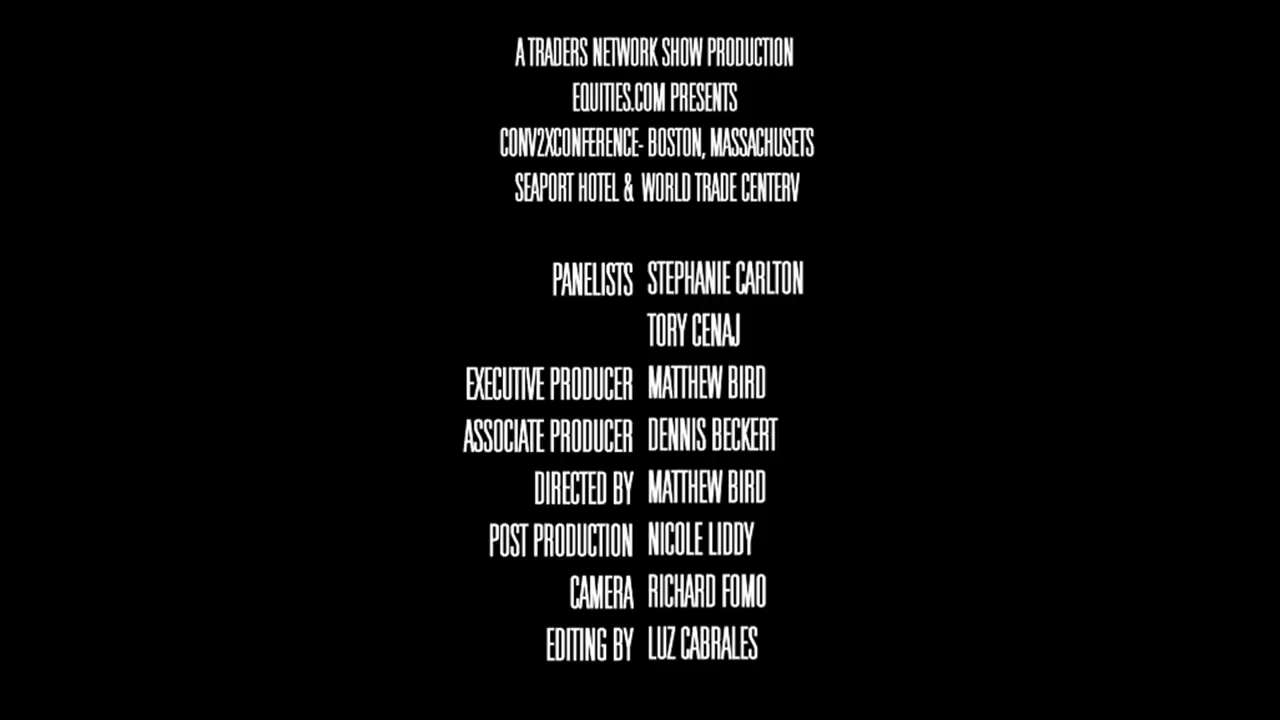 A TRADERS NETWORK SHOW PRODUCTION
EQUITIES.COM PRESENTS
CONV2XCONFERENCE- BOSTON, MASSACHUSETS
SEAPORT HOTEL & WORLD TRADE CENTERV
PANELISTS STEPHANIE CARLTON
TORY CENAJ
EXECUTIVE PRODUCER MATTHEW BIRD
ASSOCIATE PRODUCER DENNIS BECKERT
DIRECTED BY MATTHEW BIRD
POST PRODUCTION NICOLE LIDDY
CAMERA RICHARD FOMO
EDITING BY LUZ CABRALES